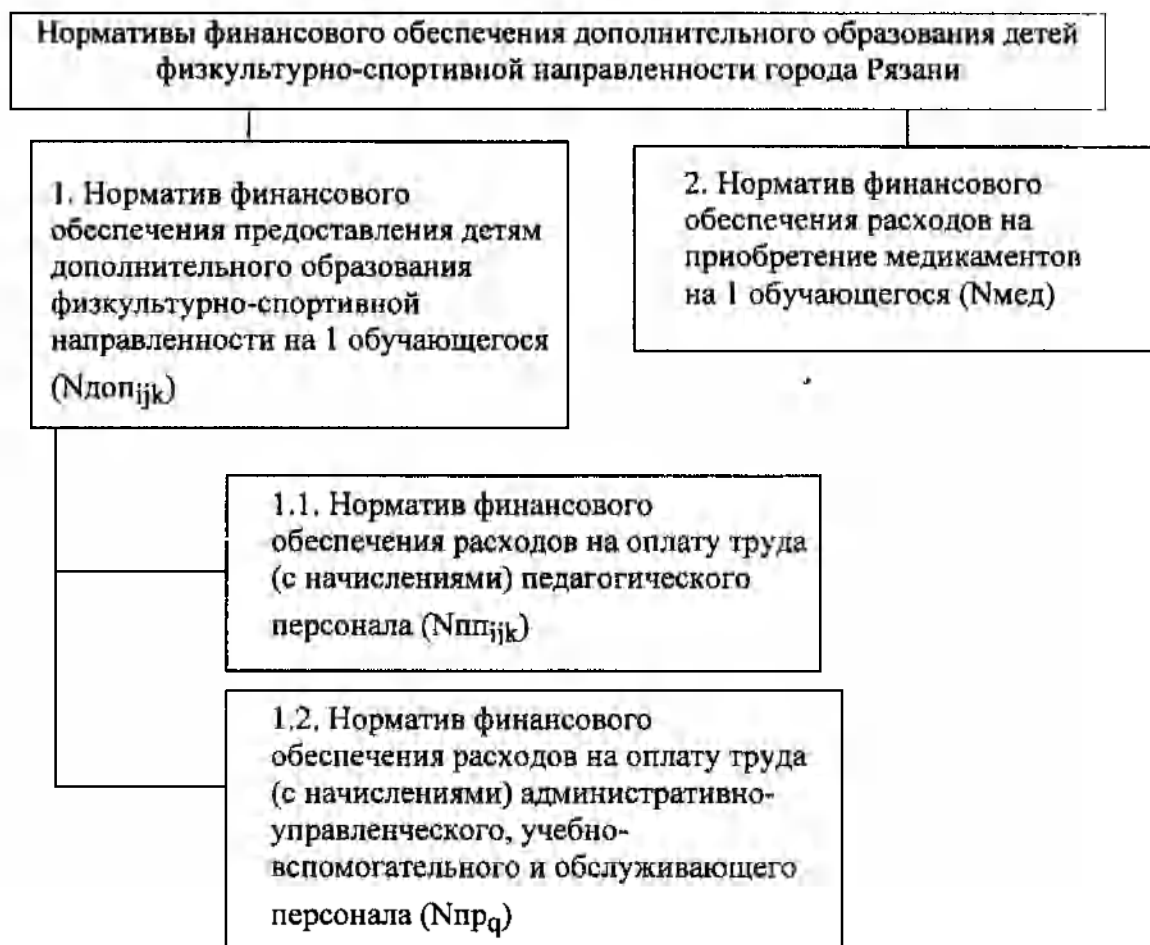 Нормативы финансового обеспечения дополнительного образования детей
физкультурно-спортивной направленности города Рязани
1. Норматив финансового
обеспечения предоставления детям
дополнительного образования
физкультурно-спортивной
направленности на 1 обучающегося
(Nдоп_ijk)
2. Норматив финансового
обеспечения расходов на
приобретение медикаментов
на 1 обучающегося (Nмед)
1.1. Норматив финансового
обеспечения расходов на оплату труда
(с начислениями) педагогического
персонала (Nпп_ijk)
1.2. Норматив финансового
обеспечения расходов на оплату труда
(с начислениями) административно-
управленческого, учебно-
вспомогательного и обслуживающего
персонала (Nпр_q)